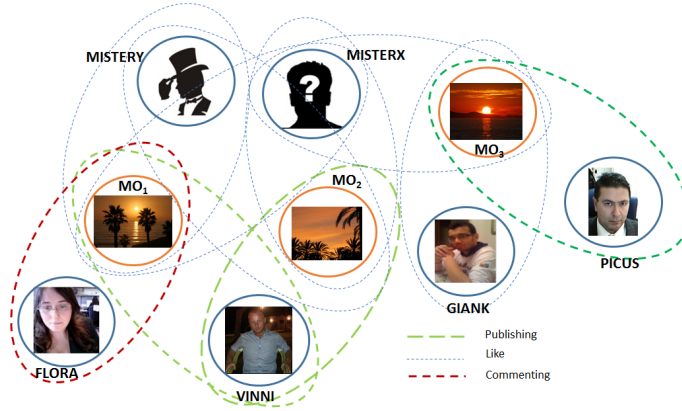 MISTERY
MISTERX
?
MO1
MO2
MO3
PICUS
GIANK
FLORA
VINNI
Publishing
Like
Commenting